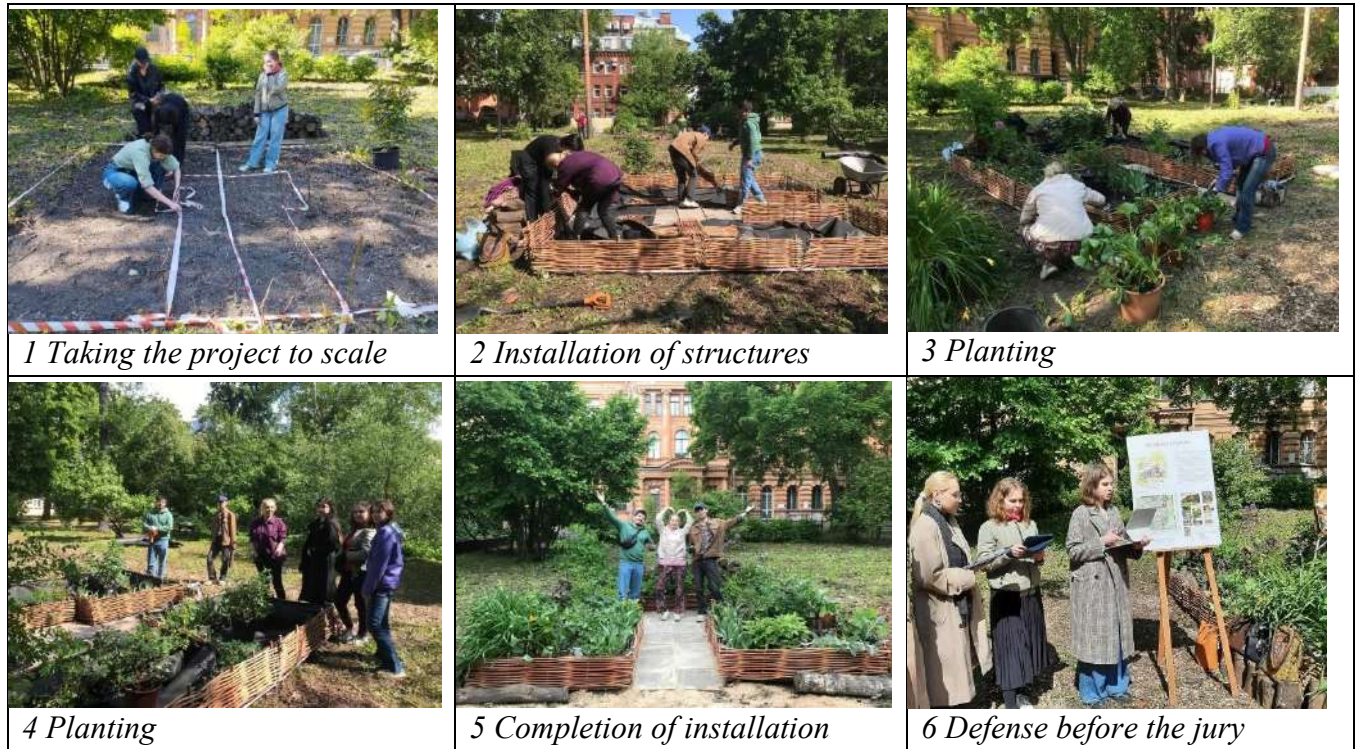 1 Taking the project to scale
2 Installation of structures
3 Planting
4 Planting
5 Completion of installation
6 Defense before the jury